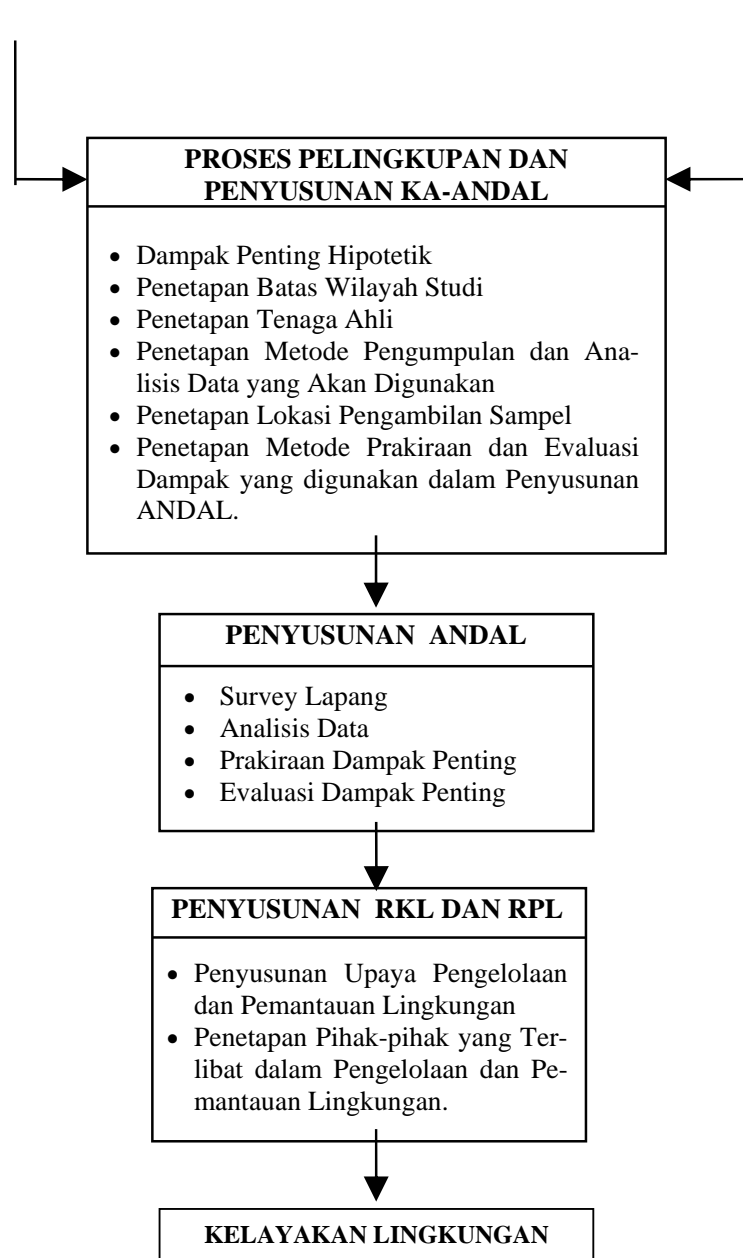 PROSES PELINGKUPAN DAN
PENYUSUNAN KA-ANDAL
• Dampak Penting Hipotetik
• Penetapan Batas Wilayah Studi
• Penetapan Tenaga Ahli
• Penetapan Metode Pengumpulan dan Ana-
lisis Data yang Akan Digunakan
• Penetapan Lokasi Pengambilan Sampel
• Penetapan Metode Prakiraan dan Evaluasi
Dampak yang digunakan dalam Penyusunan
ANDAL.
PENYUSUNAN ANDAL
• Survey Lapang
• Analisis Data
• Prakiraan Dampak Penting
• Evaluasi Dampak Penting
PENYUSUNAN RKL DAN RPL
• Penyusunan Upaya Pengelolaan
dan Pemantauan Lingkungan
• Penetapan Pihak-pihak yang Ter-
libat dalam Pengelolaan dan Pe-
mantauan Lingkungan.
KELAYAKAN LINGKUNGAN